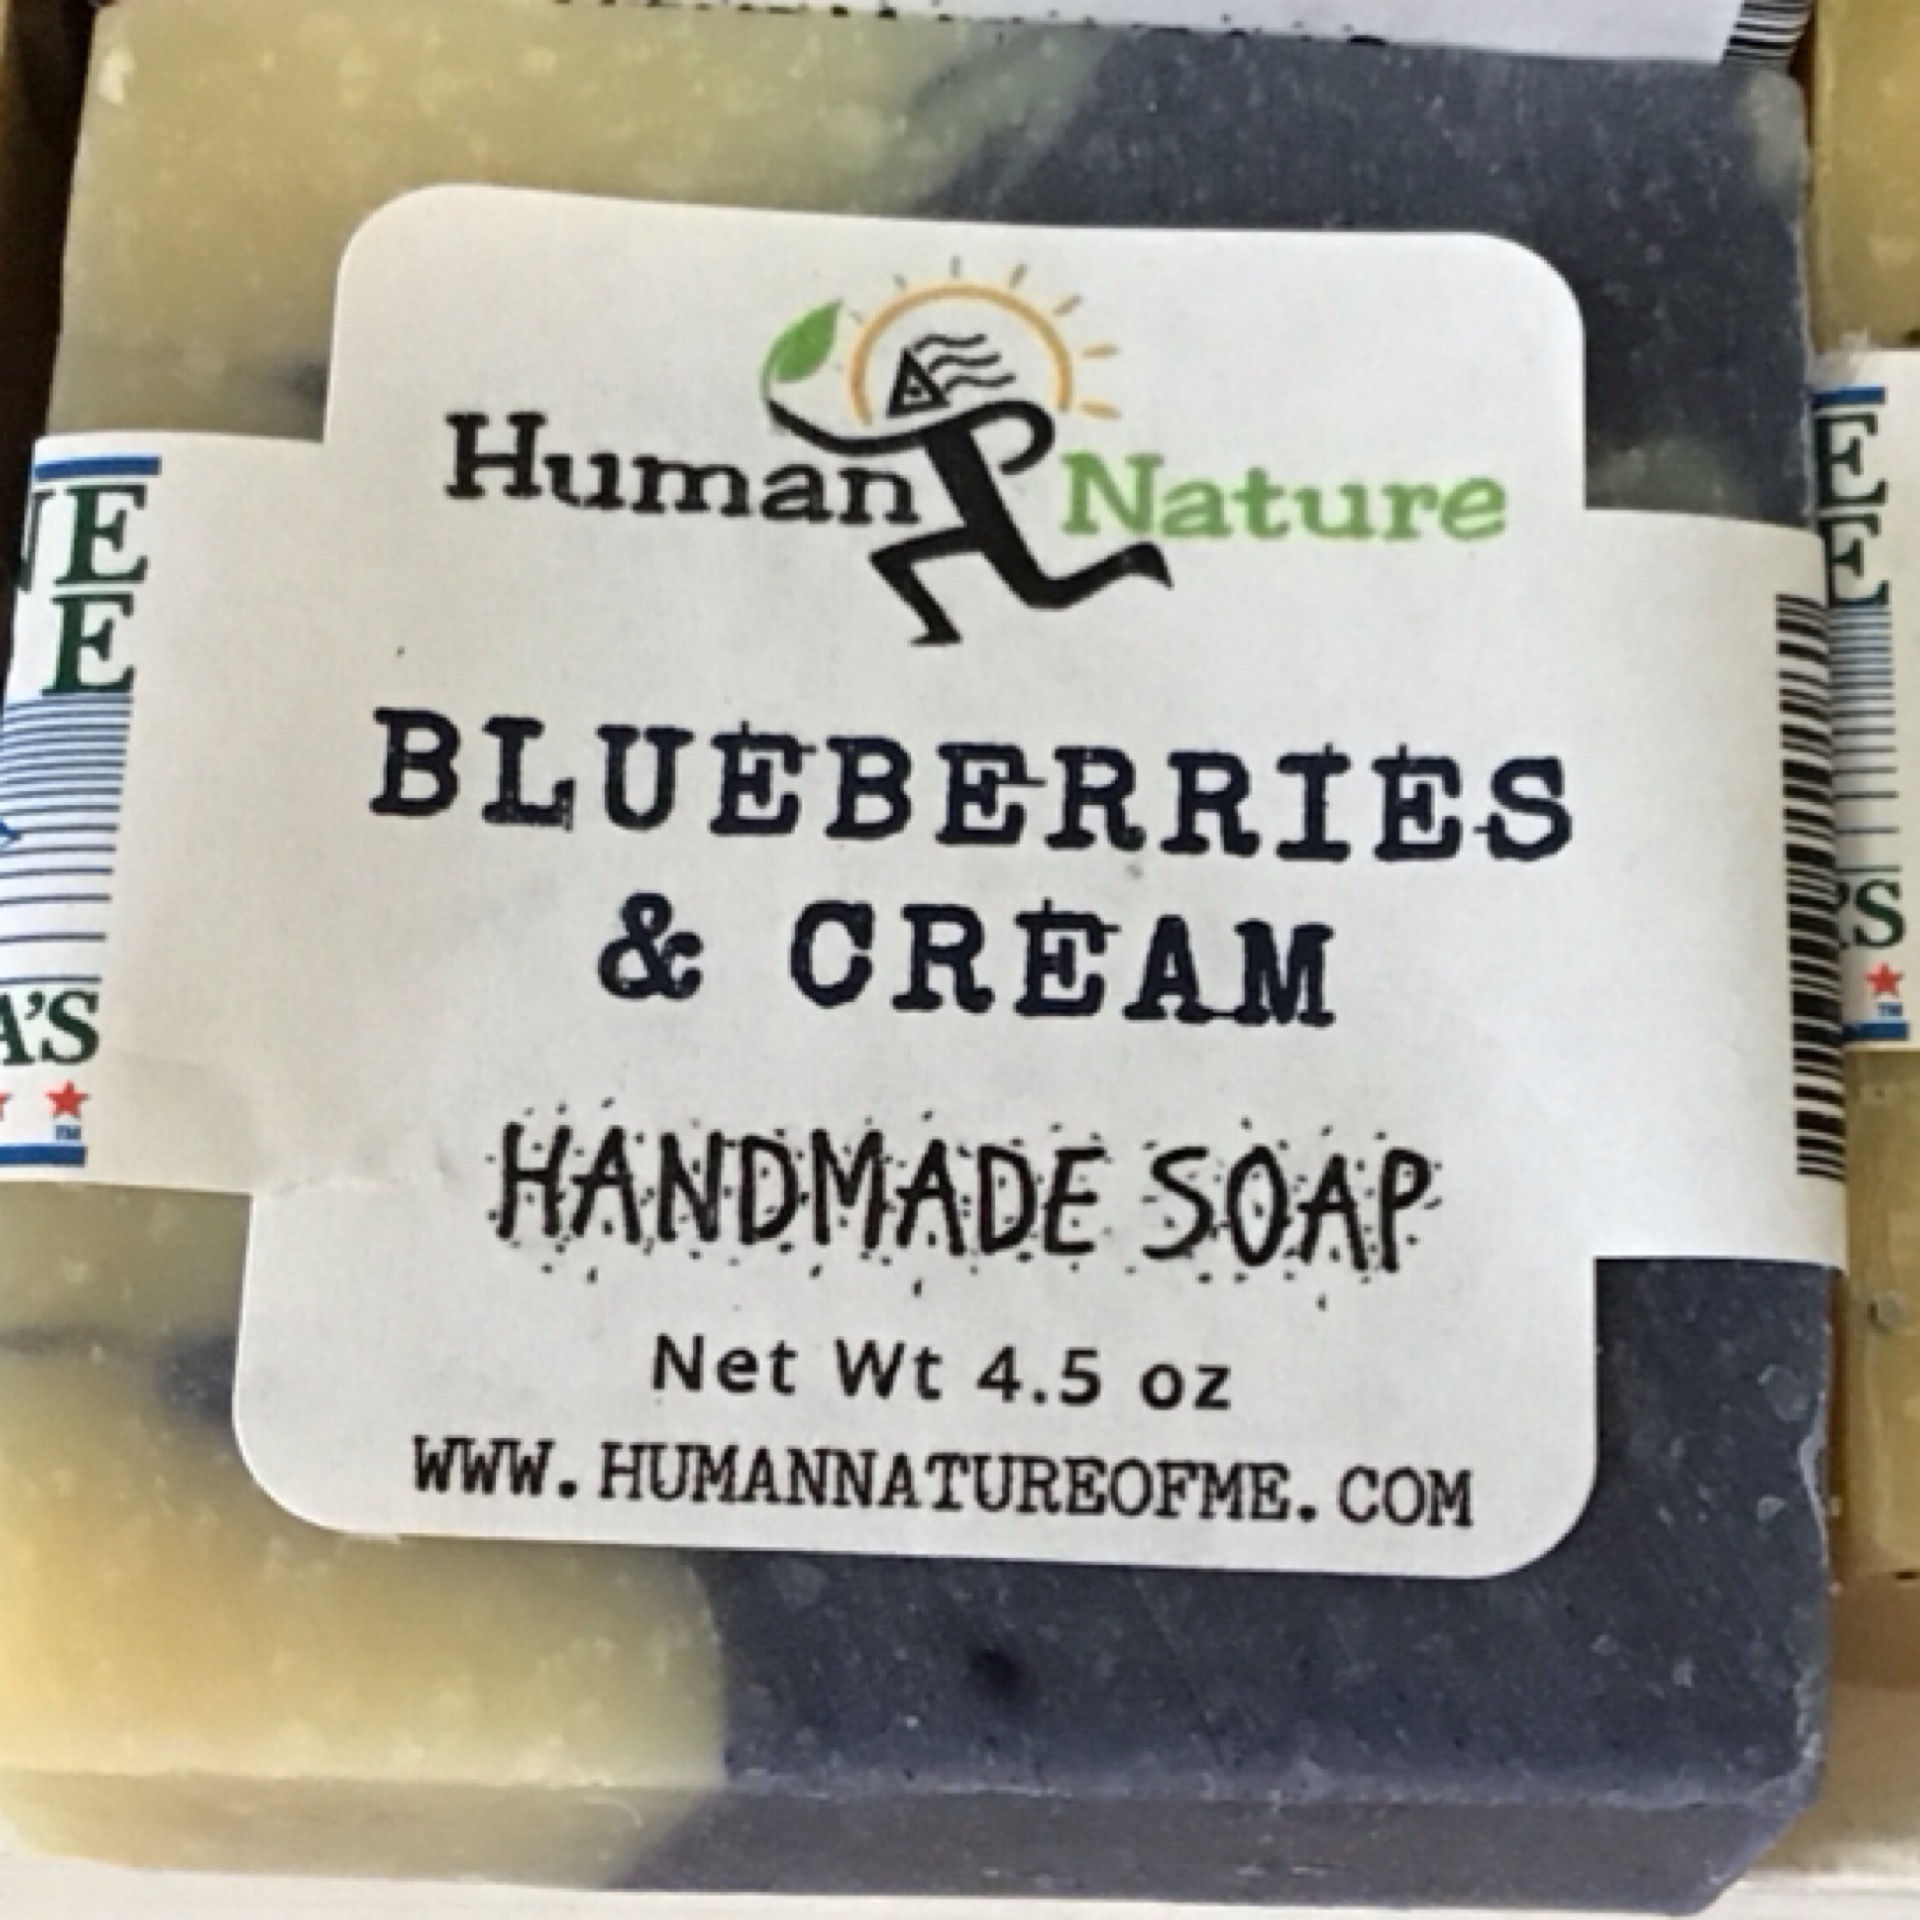 Human Nature
BLUEBERRIES
& CREAM
HANDMADE SOAP
Net Wt 4.5 oz
WWW.HUMANNATUREOFME.COM